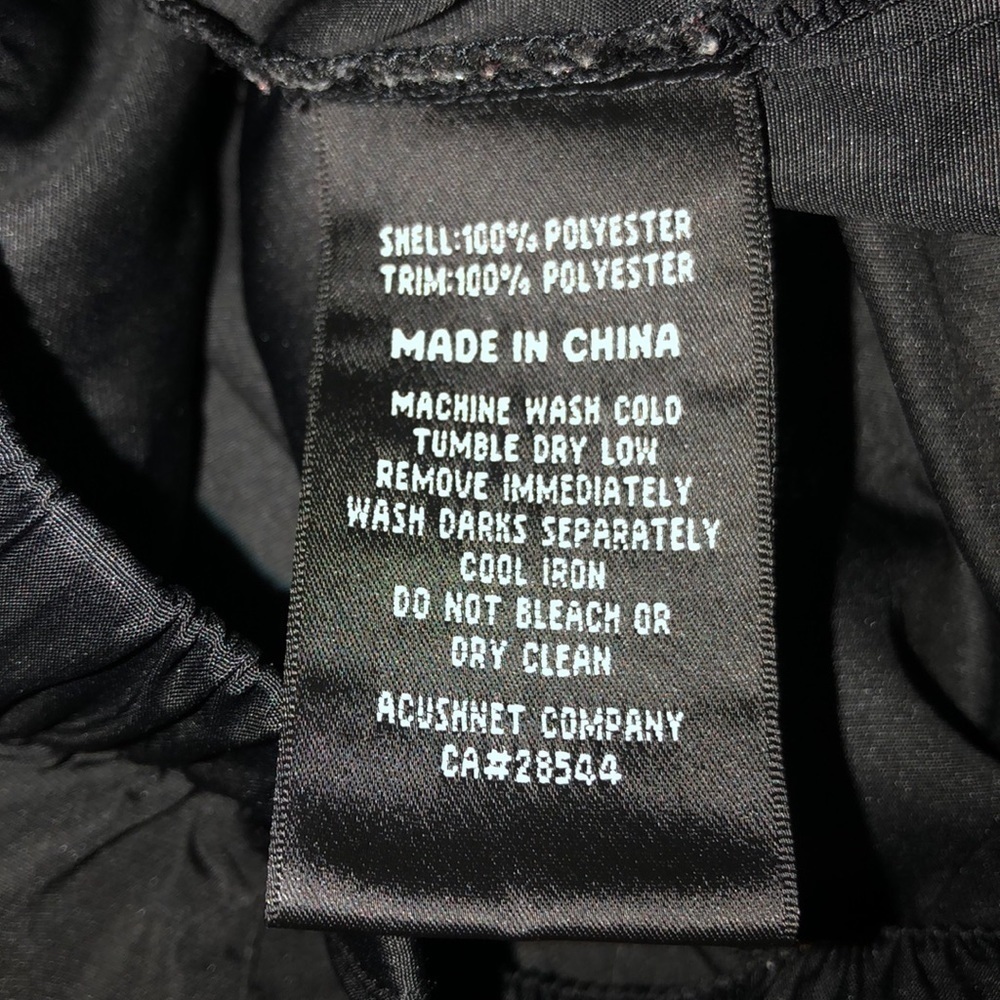 SHELL:100% POLYESTER
TRIM:100% POLYESTER
MADE IN CHINA
MACHINE WASH COLD
TUMBLE DRY LOW
REMOVE IMMEDIATELY
WASH DARKS SEPARATELY
COOL IRON
DO NOT BLEACH OR
DRY CLEAN
ACUSHNET COMPANY
CA#28544